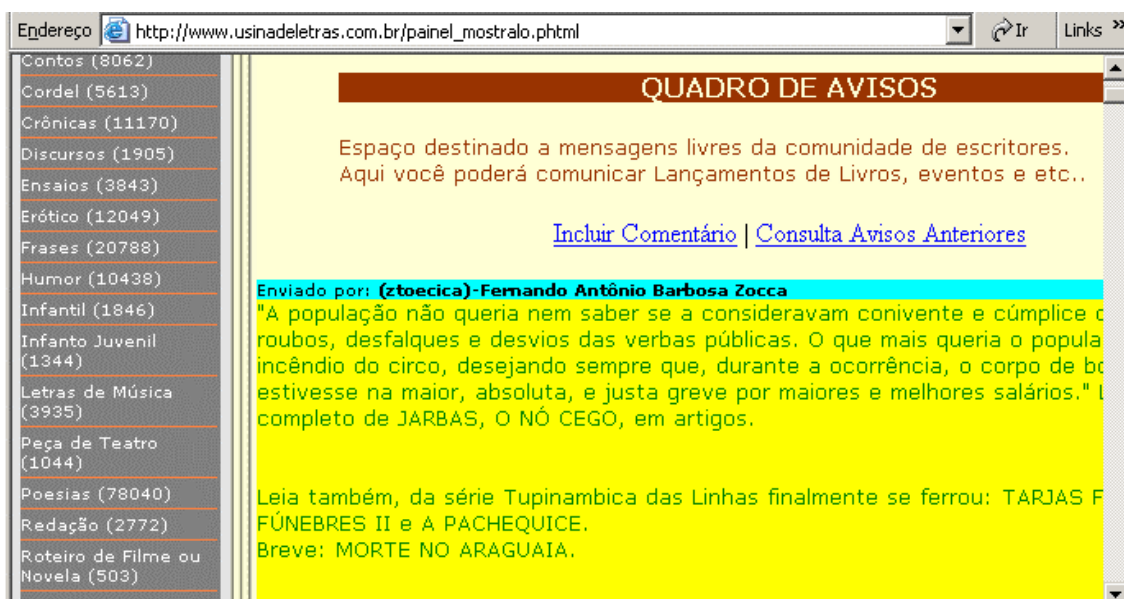 Endereço http://www.usinadeletras.com.br/painel_mostralo.phtml Ir Links »
Contos (8062)
Cordel (5613)
Crônicas (11170)
Discursos (1905)
Ensaios (3843)
Erótico (12049)
Frases (20788)
Humor (10438)
Infantil (1846)
Infanto Juvenil
(1344)
Letras de Música
(3935)
Peça de Teatro
(1044)
Poesias (78040)
Redação (2772)
Roteiro de Filme ou
Novela (503)
QUADRO DE AVISOS
Espaço destinado a mensagens livres da comunidade de escritores.
Aqui você poderá comunicar Lançamentos de Livros, eventos e etc..
Incluir Comentário | Consulta Avisos Anteriores
Enviado por: (ztoecica)-Fernando Antônio Barbosa Zocca
"A população não queria nem saber se a consideravam conivente e cúmplice
roubos, desfalques e desvios das verbas públicas. O que mais queria o popula
incêndio do circo, desejando sempre que, durante a ocorrência, o corpo de
estivesse na maior, absoluta, e justa greve por maiores e melhores salários."
completo de JARBAS, O NÓ CEGO, em artigos.
Leia também, da série Tupinambica das Linhas finalmente se ferrou: TARJAS F
FÚNEBRES II e A PACHEQUICE.
Breve: MORTE NO ARAGUAIA.